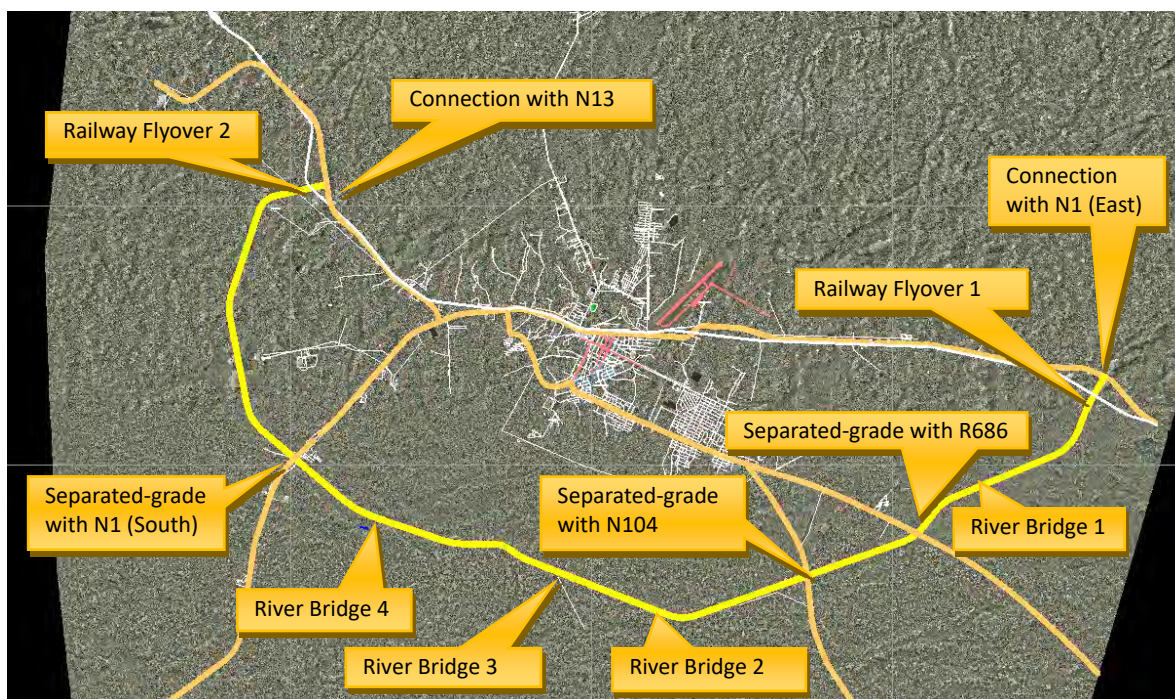 Connection with N13
Railway Flyover 2
Connection
with N1 (East)
Railway Flyover 1
Separated-grade with R686
Separated-grade
with N1 (South)
Separated-grade
with N104
River Bridge 1
River Bridge 4
River Bridge 3
River Bridge 2